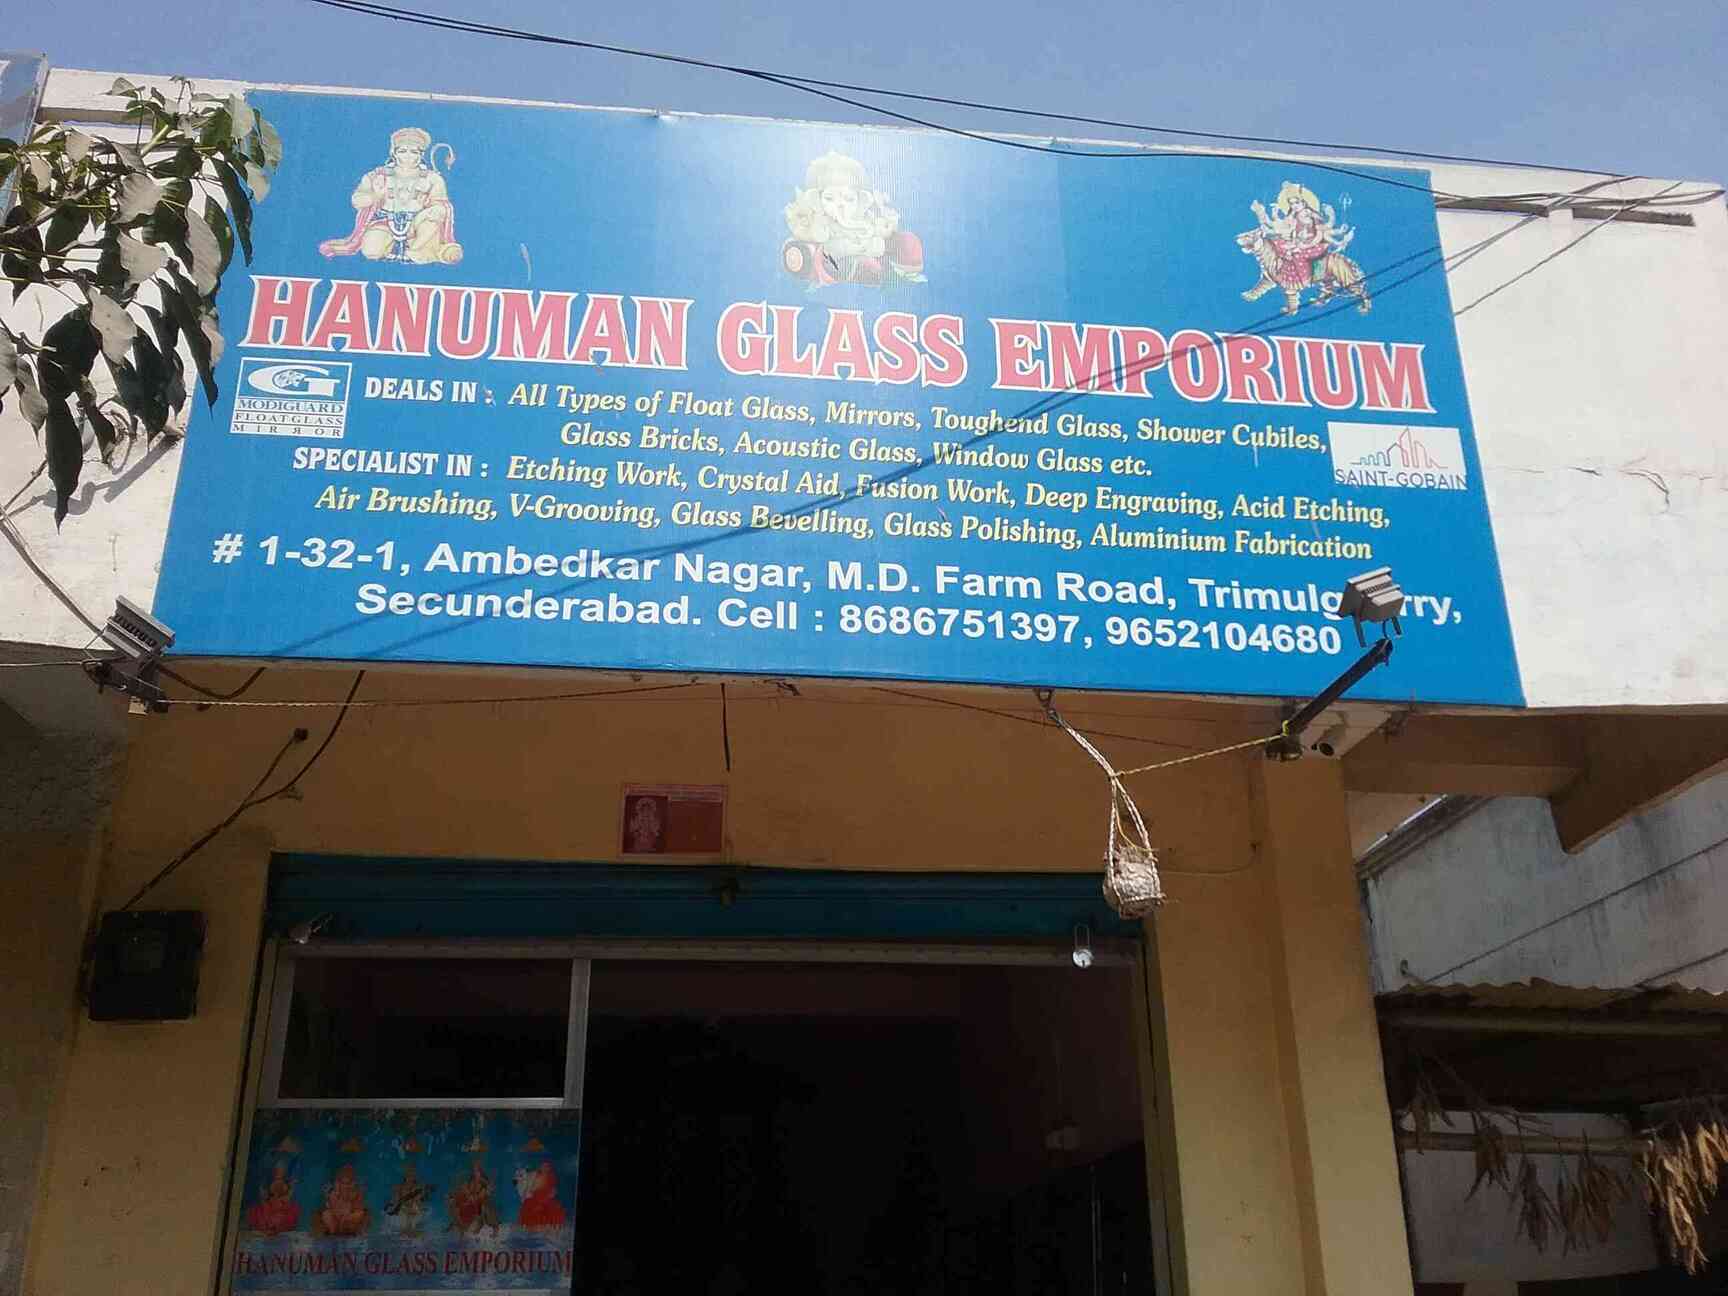 HANUMAN GLASS EMPORIUM
MODIGUARD
FLOAT GLASS
MIRROR
DEALS IN : All Types of Float Glass, Mirrors, Toughend Glass, Shower Cubiles,
Glass Bricks, Acoustic Glass, Window Glass etc.
SAINT-GOBAIN
SPECIALIST IN : Etching Work, Crystal Aid, Fusion Work, Deep Engraving, Acid Etching,
Air Brushing, V-Grooving, Glass Bevelling, Glass Polishing, Aluminium Fabrication
# 1-32-1, Ambedkar Nagar, M.D. Farm Road,
Secunderabad. Cell : 8686751397, 9652104680
HANUMAN GLASS EMPORIUM